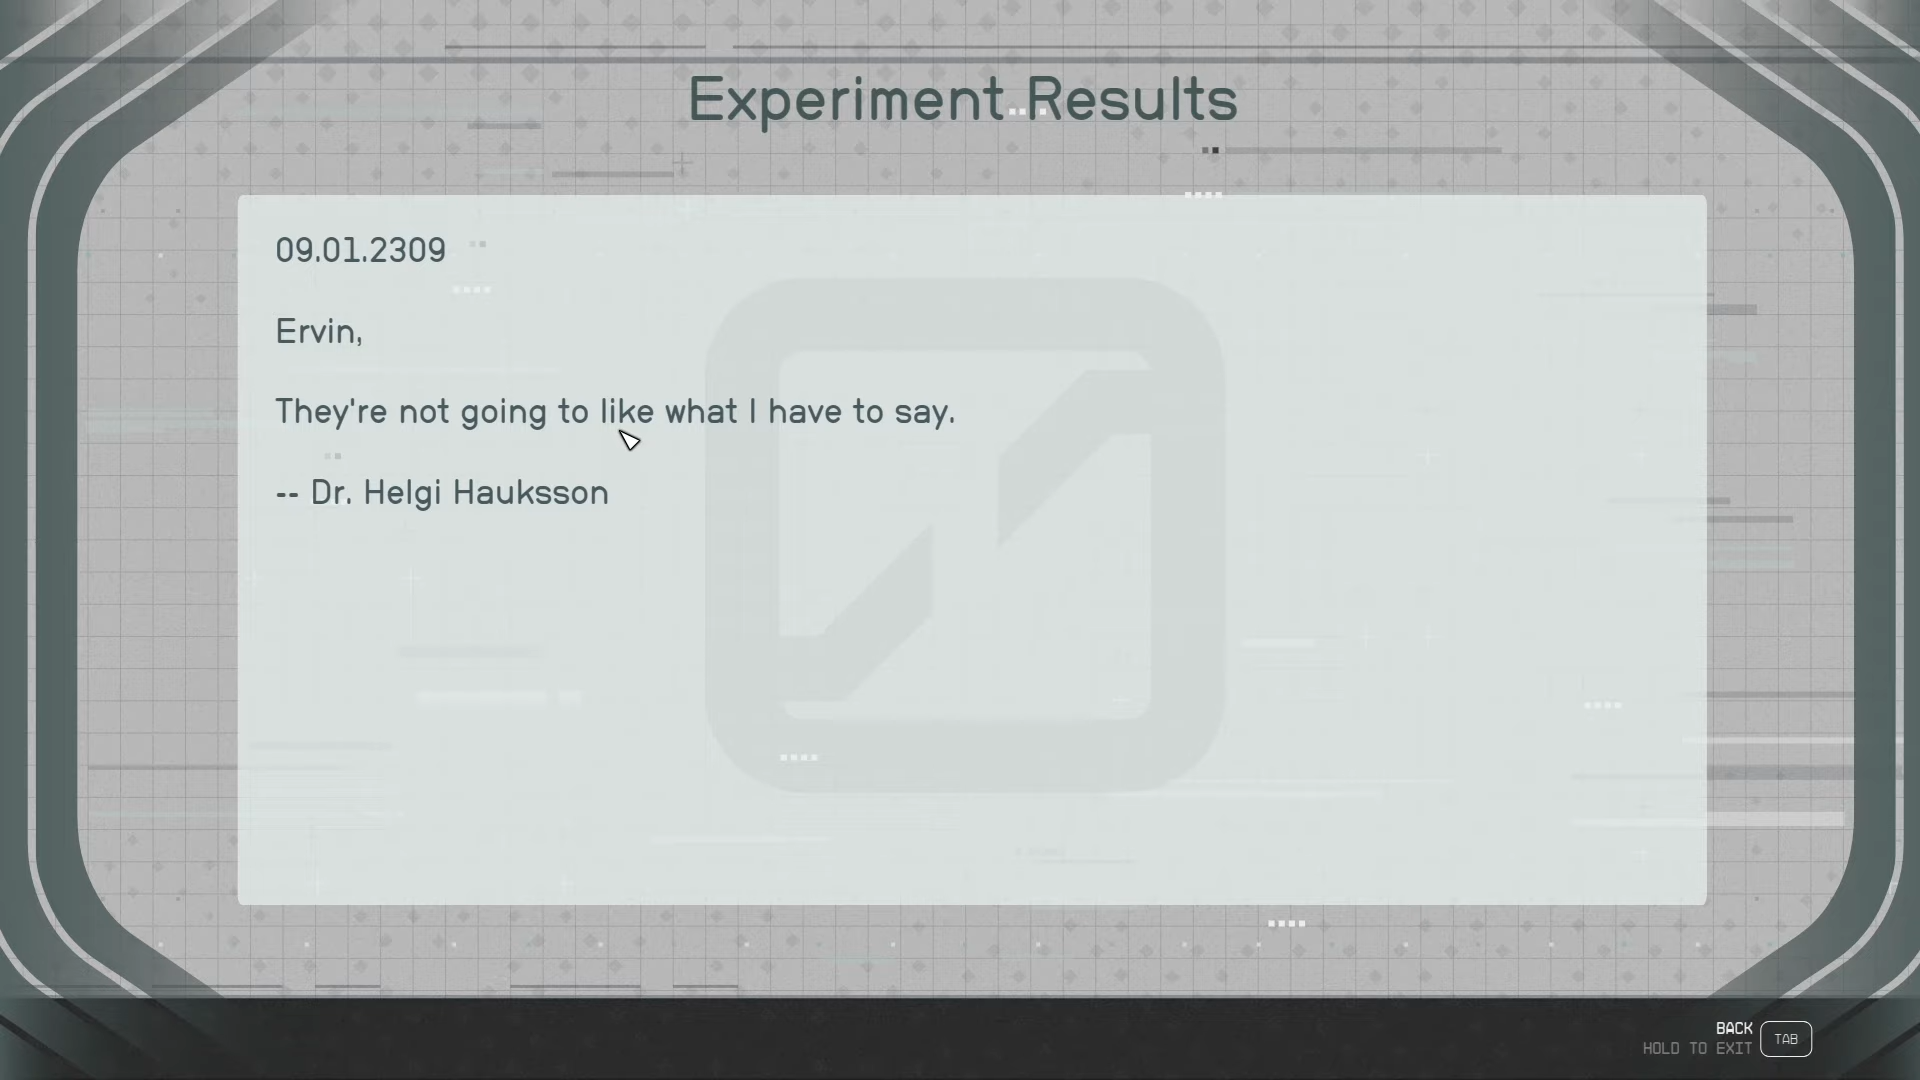 Experiment Results
09.01.2309
Ervin,
They're not going to like what I have to say.
-- Dr. Helgi Hauksson
BACK
HOLD TO EXIT
TAB